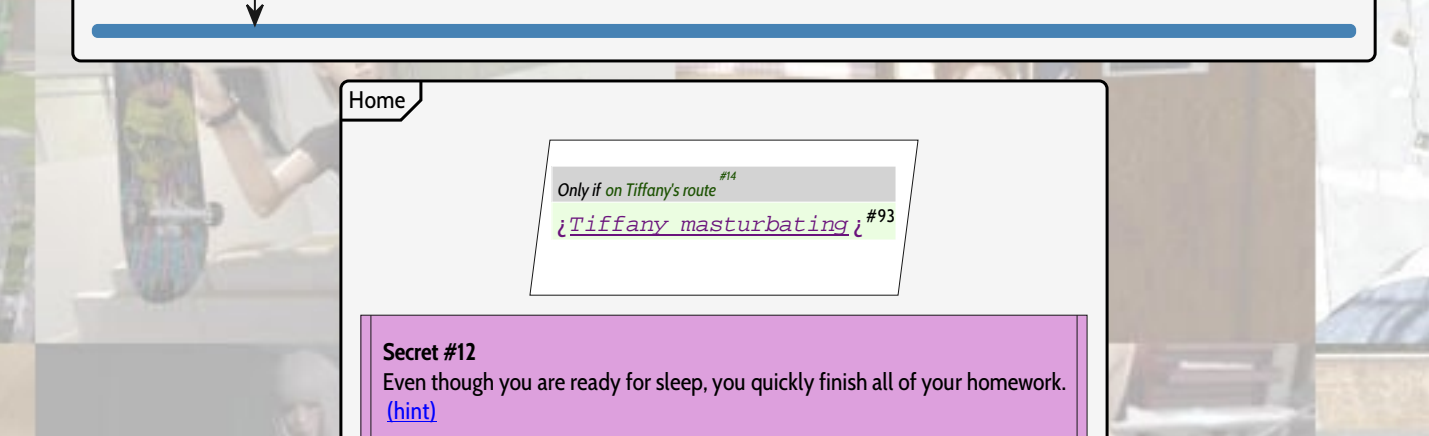 Home
Only if on Tiffany's route #14
¿Tiffany masturbating¿ #93
Secret #12
Even though you are ready for sleep, you quickly finish all of your homework.
(hint)